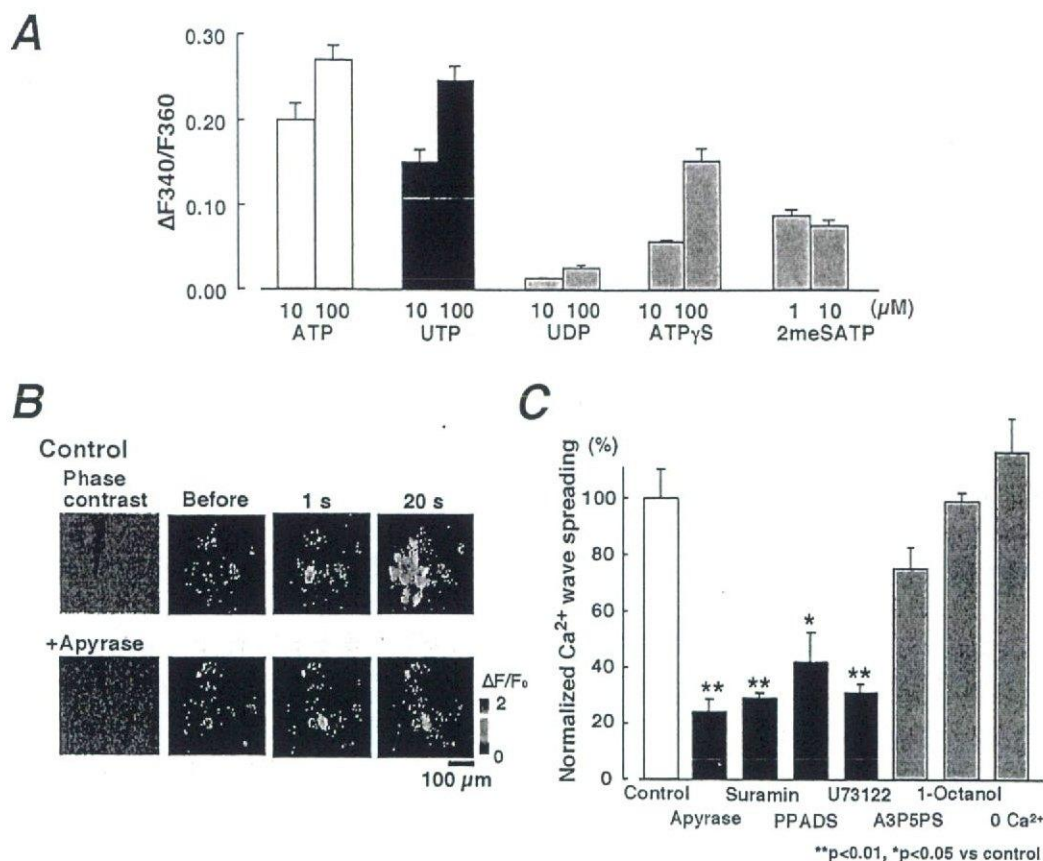 A
ΔF340/F360
0.30
0.20
0.10
0.00
10 100 10 100 10 100 10 100 1 10 (μM)
ATP UTP UDP ATPγS 2meSATP
B
Control
Phase contrast
Before 1 s 20 s
+Apyrase
ΔF/F₀
2
0
100 μm
C
Normalized Ca²⁺ wave spreading
(%)
100
80
60
40
20
0
** ** * **
Control Suramin U73122 1-Octanol
Apyrase PPADS A3P5PS 0 Ca²⁺
**p<0.01, *p<0.05 vs control